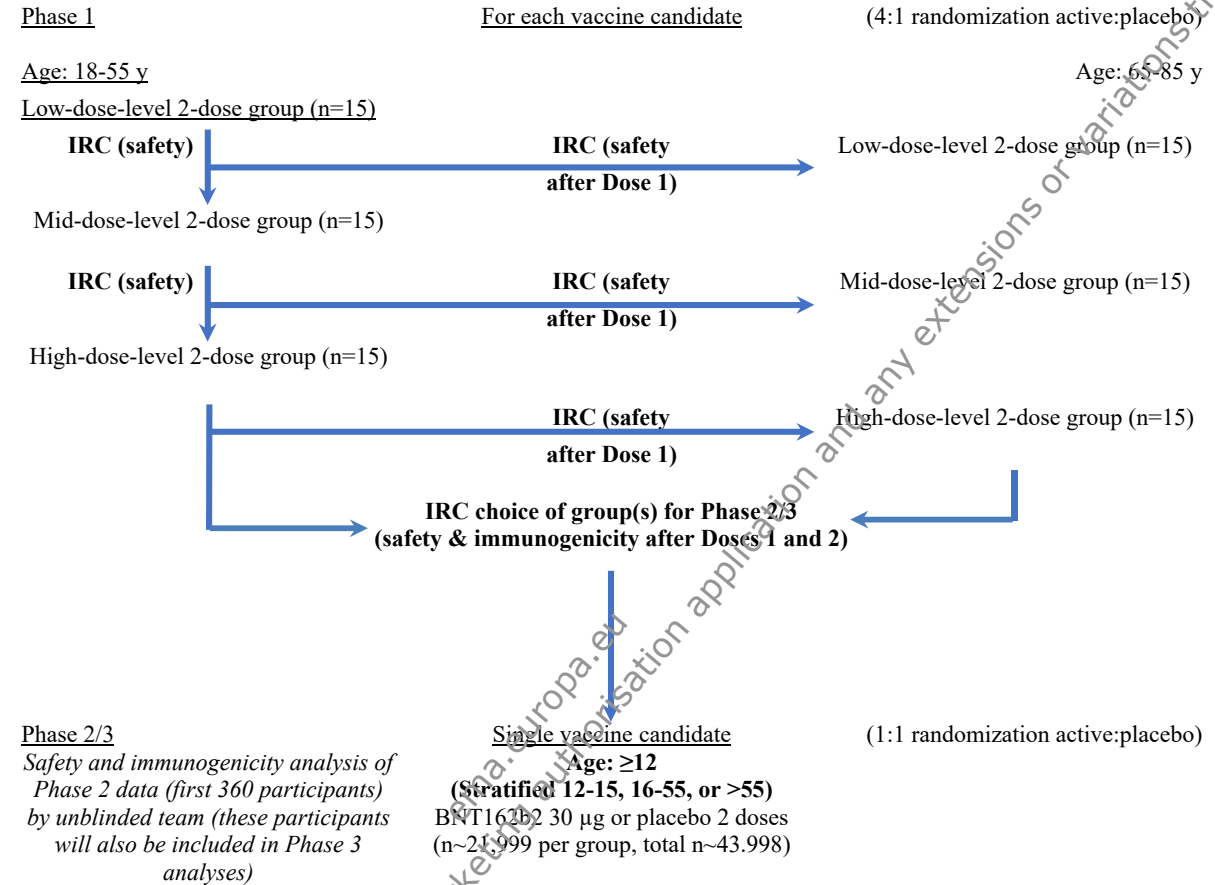 Phase 1
For each vaccine candidate
(4:1 randomization active:placebo)
Age: 18-55 y
Age: 65-85 y
Low-dose-level 2-dose group (n=15)
IRC (safety)
IRC (safety
after Dose 1)
Low-dose-level 2-dose group (n=15)
Mid-dose-level 2-dose group (n=15)
IRC (safety)
IRC (safety
after Dose 1)
Mid-dose-level 2-dose group (n=15)
High-dose-level 2-dose group (n=15)
IRC (safety
after Dose 1)
High-dose-level 2-dose group (n=15)
IRC choice of group(s) for Phase 2/3
(safety & immunogenicity after Doses 1 and 2)
Phase 2/3
Safety and immunogenicity analysis of
Phase 2 data (first 360 participants)
by unblinded team (these participants
will also be included in Phase 3
analyses)
Single vaccine candidate
Age: ≥12
(Stratified 12-15, 16-55, or >55)
BNT162b2 30 µg or placebo 2 doses
(n~21,999 per group, total n~43.998)
(1:1 randomization active:placebo)
ema.europa.eu
authorisation application and any extensions or variations